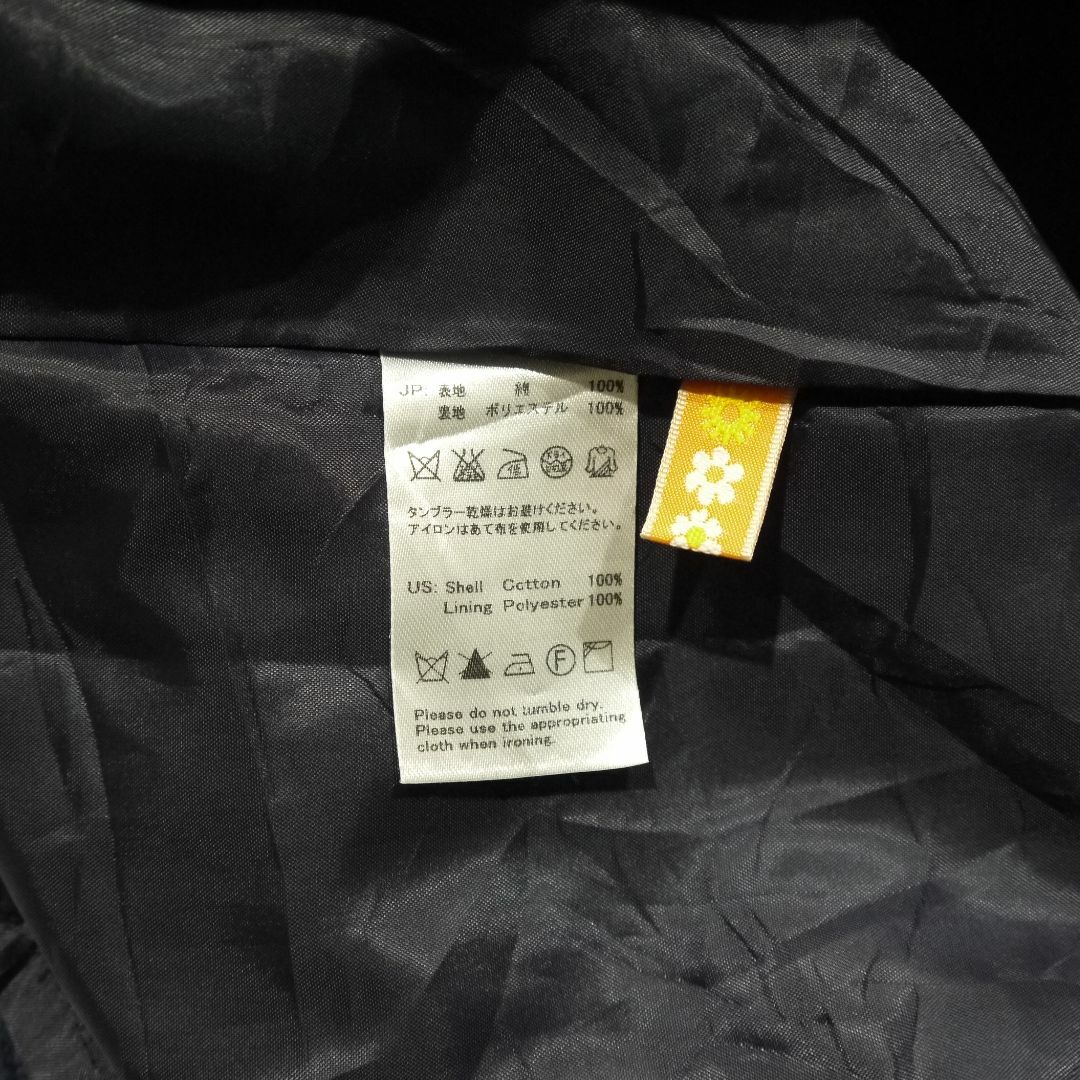 JP: 表地 綿 100%
裏地 ポリエステル 100%
タンブラー乾燥はお避けください。
アイロンはあて布を使用してください。
US: Shell Cotton 100%
Lining Polyester 100%
F
Please do not tumble dry.
Please use the appropriating
cloth when ironing.